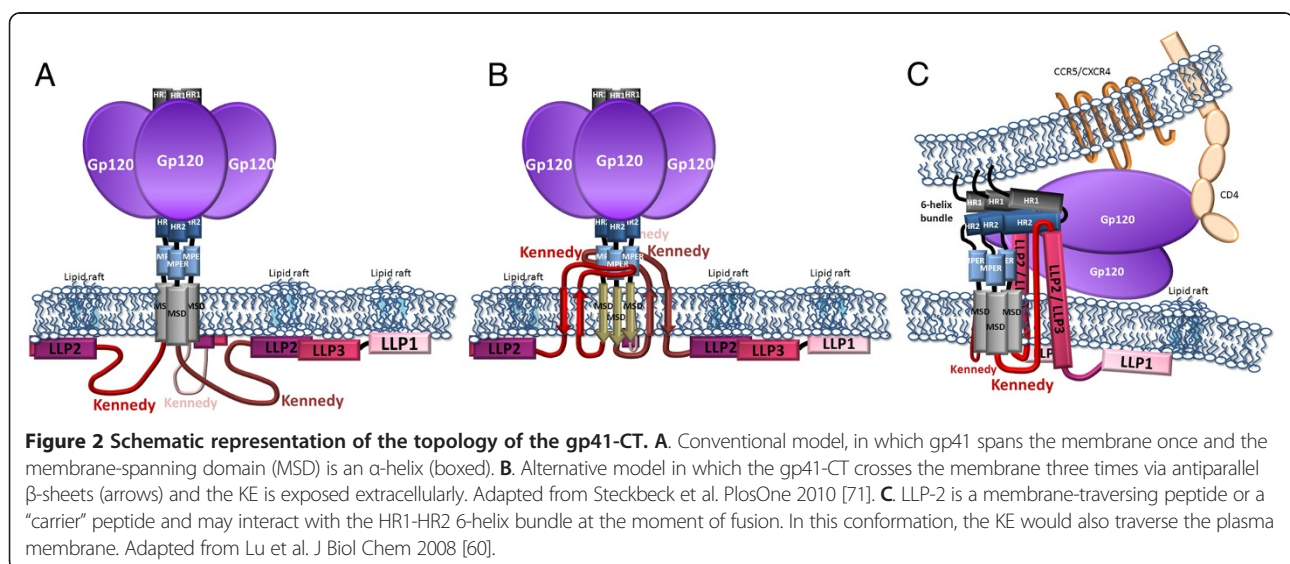 A
HR1 HR1 HR1
Gp120 Gp120 Gp120
HR2 HR2
MPER MPER
MSD MSD
Lipid raft Lipid raft Lipid raft
LLP2 LLP2 LLP3 LLP1
Kennedy Kennedy Kennedy
B
HR1 HR1 HR1
Gp120 Gp120 Gp120
HR2 HR2
Kennedy Kennedy
MPER MPER
MSD MSD MSD
Lipid raft Lipid raft Lipid raft
LLP2 LLP2 LLP3 LLP1
C
CCR5/CXCR4
CD4
6-helix
bundle
HR1 HR1 HR1
HR2 HR2 HR2
Gp120
Gp120
MPER MPER
LLP2 / LLP3
MSD MSD
Lipid raft
LLP1
Kennedy Kennedy
Figure 2 Schematic representation of the topology of the gp41-CT. A. Conventional model, in which gp41 spans the membrane once and the
membrane-spanning domain (MSD) is an α-helix (boxed). B. Alternative model in which the gp41-CT crosses the membrane three times via antiparallel
β-sheets (arrows) and the KE is exposed extracellularly. Adapted from Steckbeck et al. PlosOne 2010 [71]. C. LLP-2 is a membrane-traversing peptide or a
“carrier” peptide and may interact with the HR1-HR2 6-helix bundle at the moment of fusion. In this conformation, the KE would also traverse the plasma
membrane. Adapted from Lu et al. J Biol Chem 2008 [60].